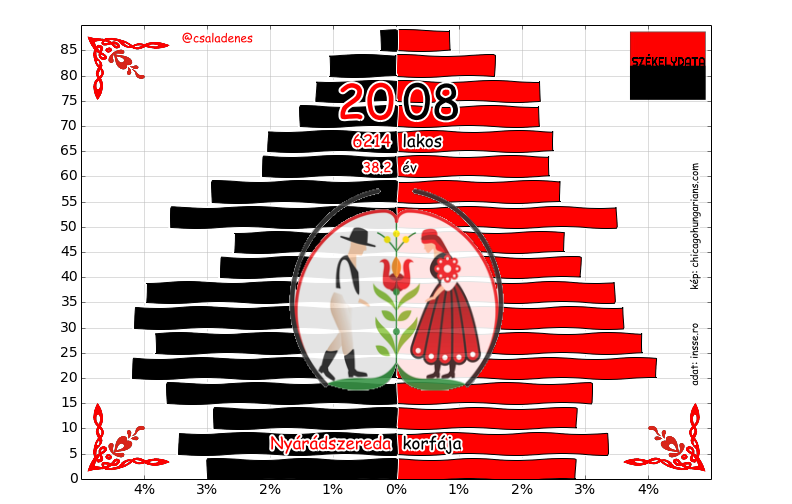 @csaladenes
SZÉKELYDATA
2008
6214 lakos
38,2 év
kép: chicagohungarians.com
adat: insse.ro
Nyárádszereda korfája
85
80
75
70
65
60
55
50
45
40
35
30
25
20
15
10
5
0
4% 3% 2% 1% 0% 1% 2% 3% 4%